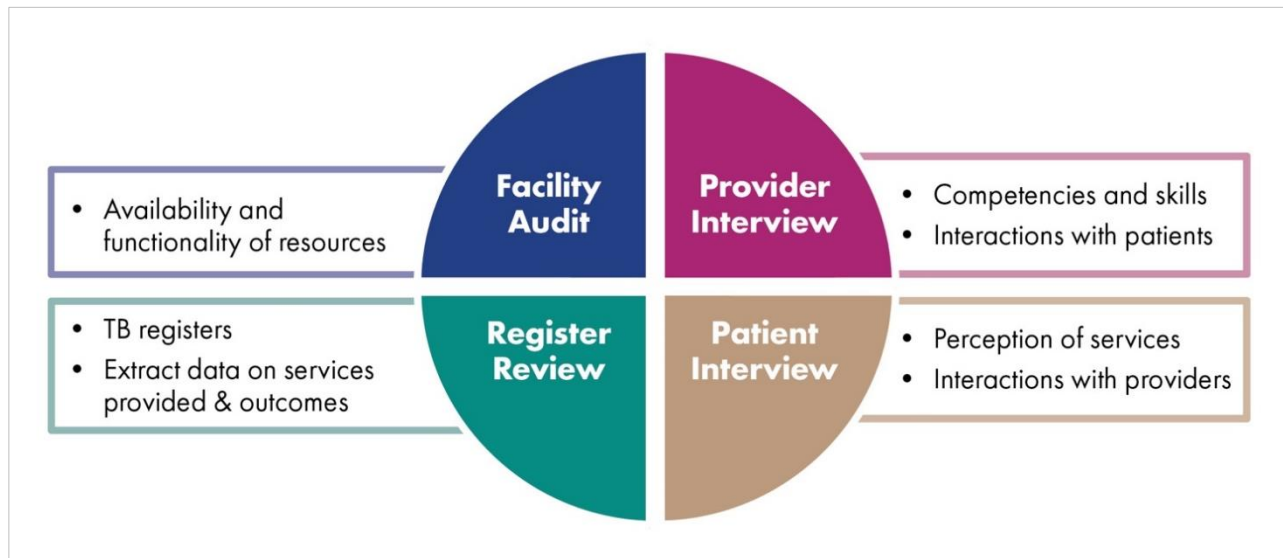 Facility
Audit
• Availability and
functionality of resources
Provider
Interview
• Competencies and skills
• Interactions with patients
Register
Review
• TB registers
• Extract data on services
provided & outcomes
Patient
Interview
• Perception of services
• Interactions with providers